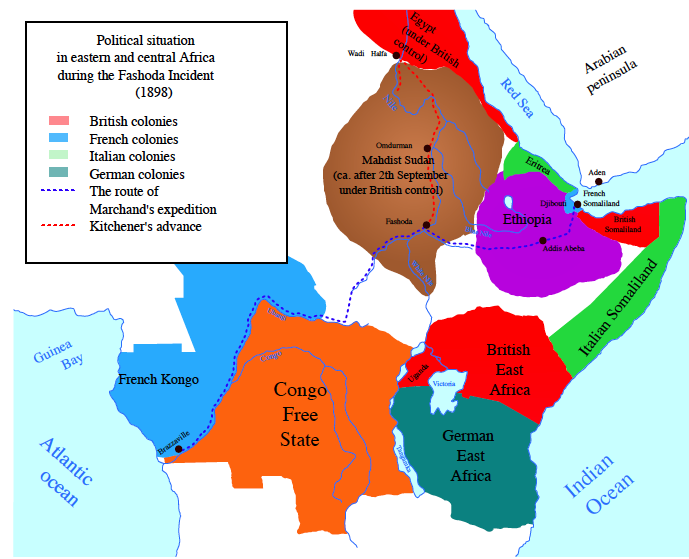 Political situation
in eastern and central Africa
during the Fashoda Incident
(1898)
British colonies
French colonies
Italian colonies
German colonies
The route of
Marchand's expedition
Kitchener's advance
Egypt
(under British
control)
Wadi Halfa
Nile
Red Sea
Arabian
peninsula
Omdurman
Mahdist Sudan
(ca. after 2th September
under British control)
Fashoda
Eritrea
Aden
French
Somaliland
Djibouti
British
Somaliland
Ethiopia
Addis Abeba
Italian Somaliland
Guinea
Bay
French Kongo
Brazzaville
Congo
Congo
Free
State
Uganda
Victoria
British
East
Africa
German
East
Africa
Tanganika
Atlantic
ocean
Indian
Ocean